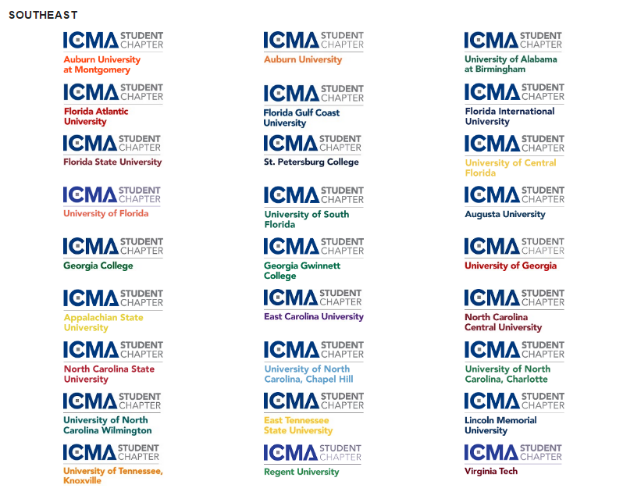 SOUTHEAST
ICMA STUDENT CHAPTER
Auburn University
at Montgomery
ICMA STUDENT CHAPTER
Auburn University
ICMA STUDENT CHAPTER
University of Alabama
at Birmingham
ICMA STUDENT CHAPTER
Florida Atlantic
University
ICMA STUDENT CHAPTER
Florida Gulf Coast
University
ICMA STUDENT CHAPTER
Florida International
University
ICMA STUDENT CHAPTER
Florida State University
ICMA STUDENT CHAPTER
St. Petersburg College
ICMA STUDENT CHAPTER
University of Central
Florida
ICMA STUDENT CHAPTER
University of Florida
ICMA STUDENT CHAPTER
University of South
Florida
ICMA STUDENT CHAPTER
Augusta University
ICMA STUDENT CHAPTER
Georgia College
ICMA STUDENT CHAPTER
Georgia Gwinnett
College
ICMA STUDENT CHAPTER
University of Georgia
ICMA STUDENT CHAPTER
Appalachian State
University
ICMA STUDENT CHAPTER
East Carolina University
ICMA STUDENT CHAPTER
North Carolina
Central University
ICMA STUDENT CHAPTER
North Carolina State
University
ICMA STUDENT CHAPTER
University of North
Carolina, Chapel Hill
ICMA STUDENT CHAPTER
University of North
Carolina, Charlotte
ICMA STUDENT CHAPTER
University of North
Carolina Wilmington
ICMA STUDENT CHAPTER
East Tennessee
State University
ICMA STUDENT CHAPTER
Lincoln Memorial
University
ICMA STUDENT CHAPTER
University of Tennessee,
Knoxville
ICMA STUDENT CHAPTER
Regent University
ICMA STUDENT CHAPTER
Virginia Tech